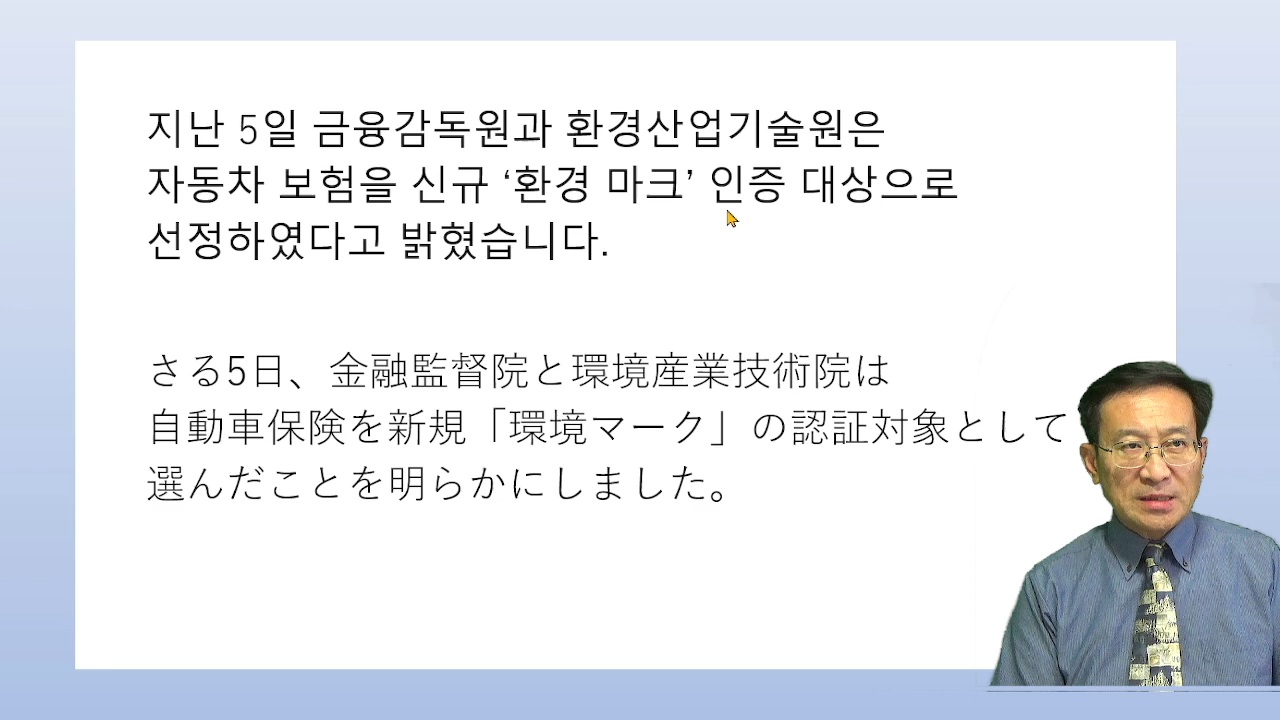 지난 5일 금융감독원과 환경산업기술원은
자동차 보험을 신규 ‘환경 마크’ 인증 대상으로
선정하였다고 밝혔습니다.
さる5日、金融監督院と環境産業技術院は
自動車保険を新規「環境マーク」の認証対象として
選んだことを明らかにしました。